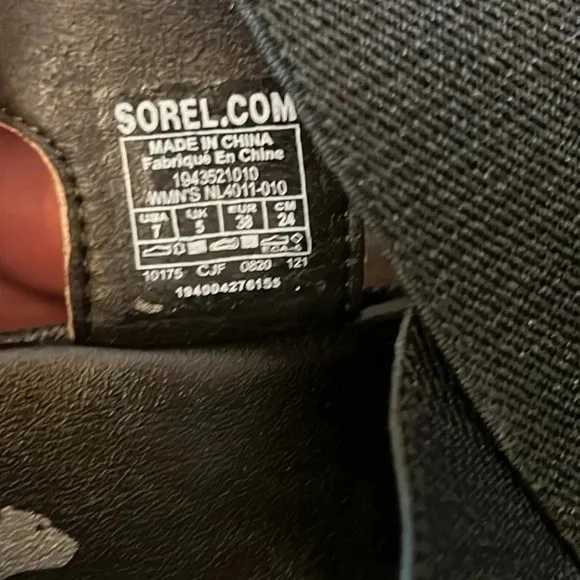 SOREL.COM
MADE IN CHINA
Fabriqué En Chine
1943521010
WMN'S NL4011-010
USA UK EUR CM
7 5 38 24
10175 CJF 0820 121
194004276155